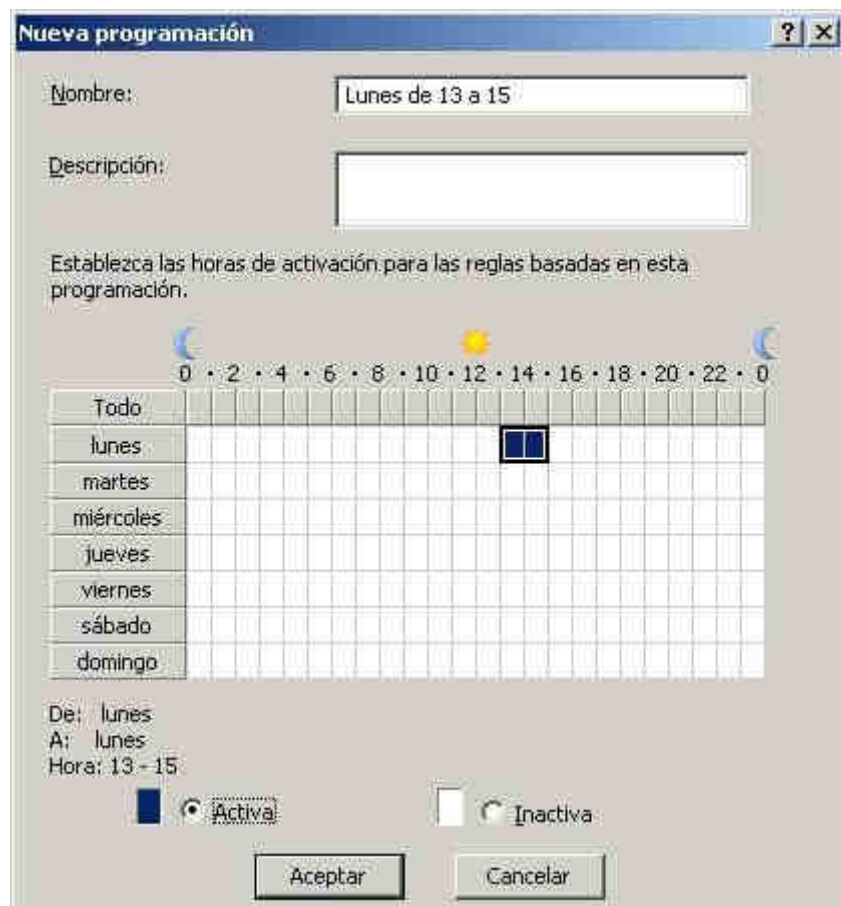 Nueva programación
Nombre: Lunes de 13 a 15
Descripción:
Establezca las horas de activación para las reglas basadas en esta
programación.
0 · 2 · 4 · 6 · 8 · 10 · 12 · 14 · 16 · 18 · 20 · 22 · 0
Todo
lunes
martes
miércoles
jueves
viernes
sábado
domingo
De: lunes
A: lunes
Hora: 13 - 15
Activa Inactiva
Aceptar Cancelar